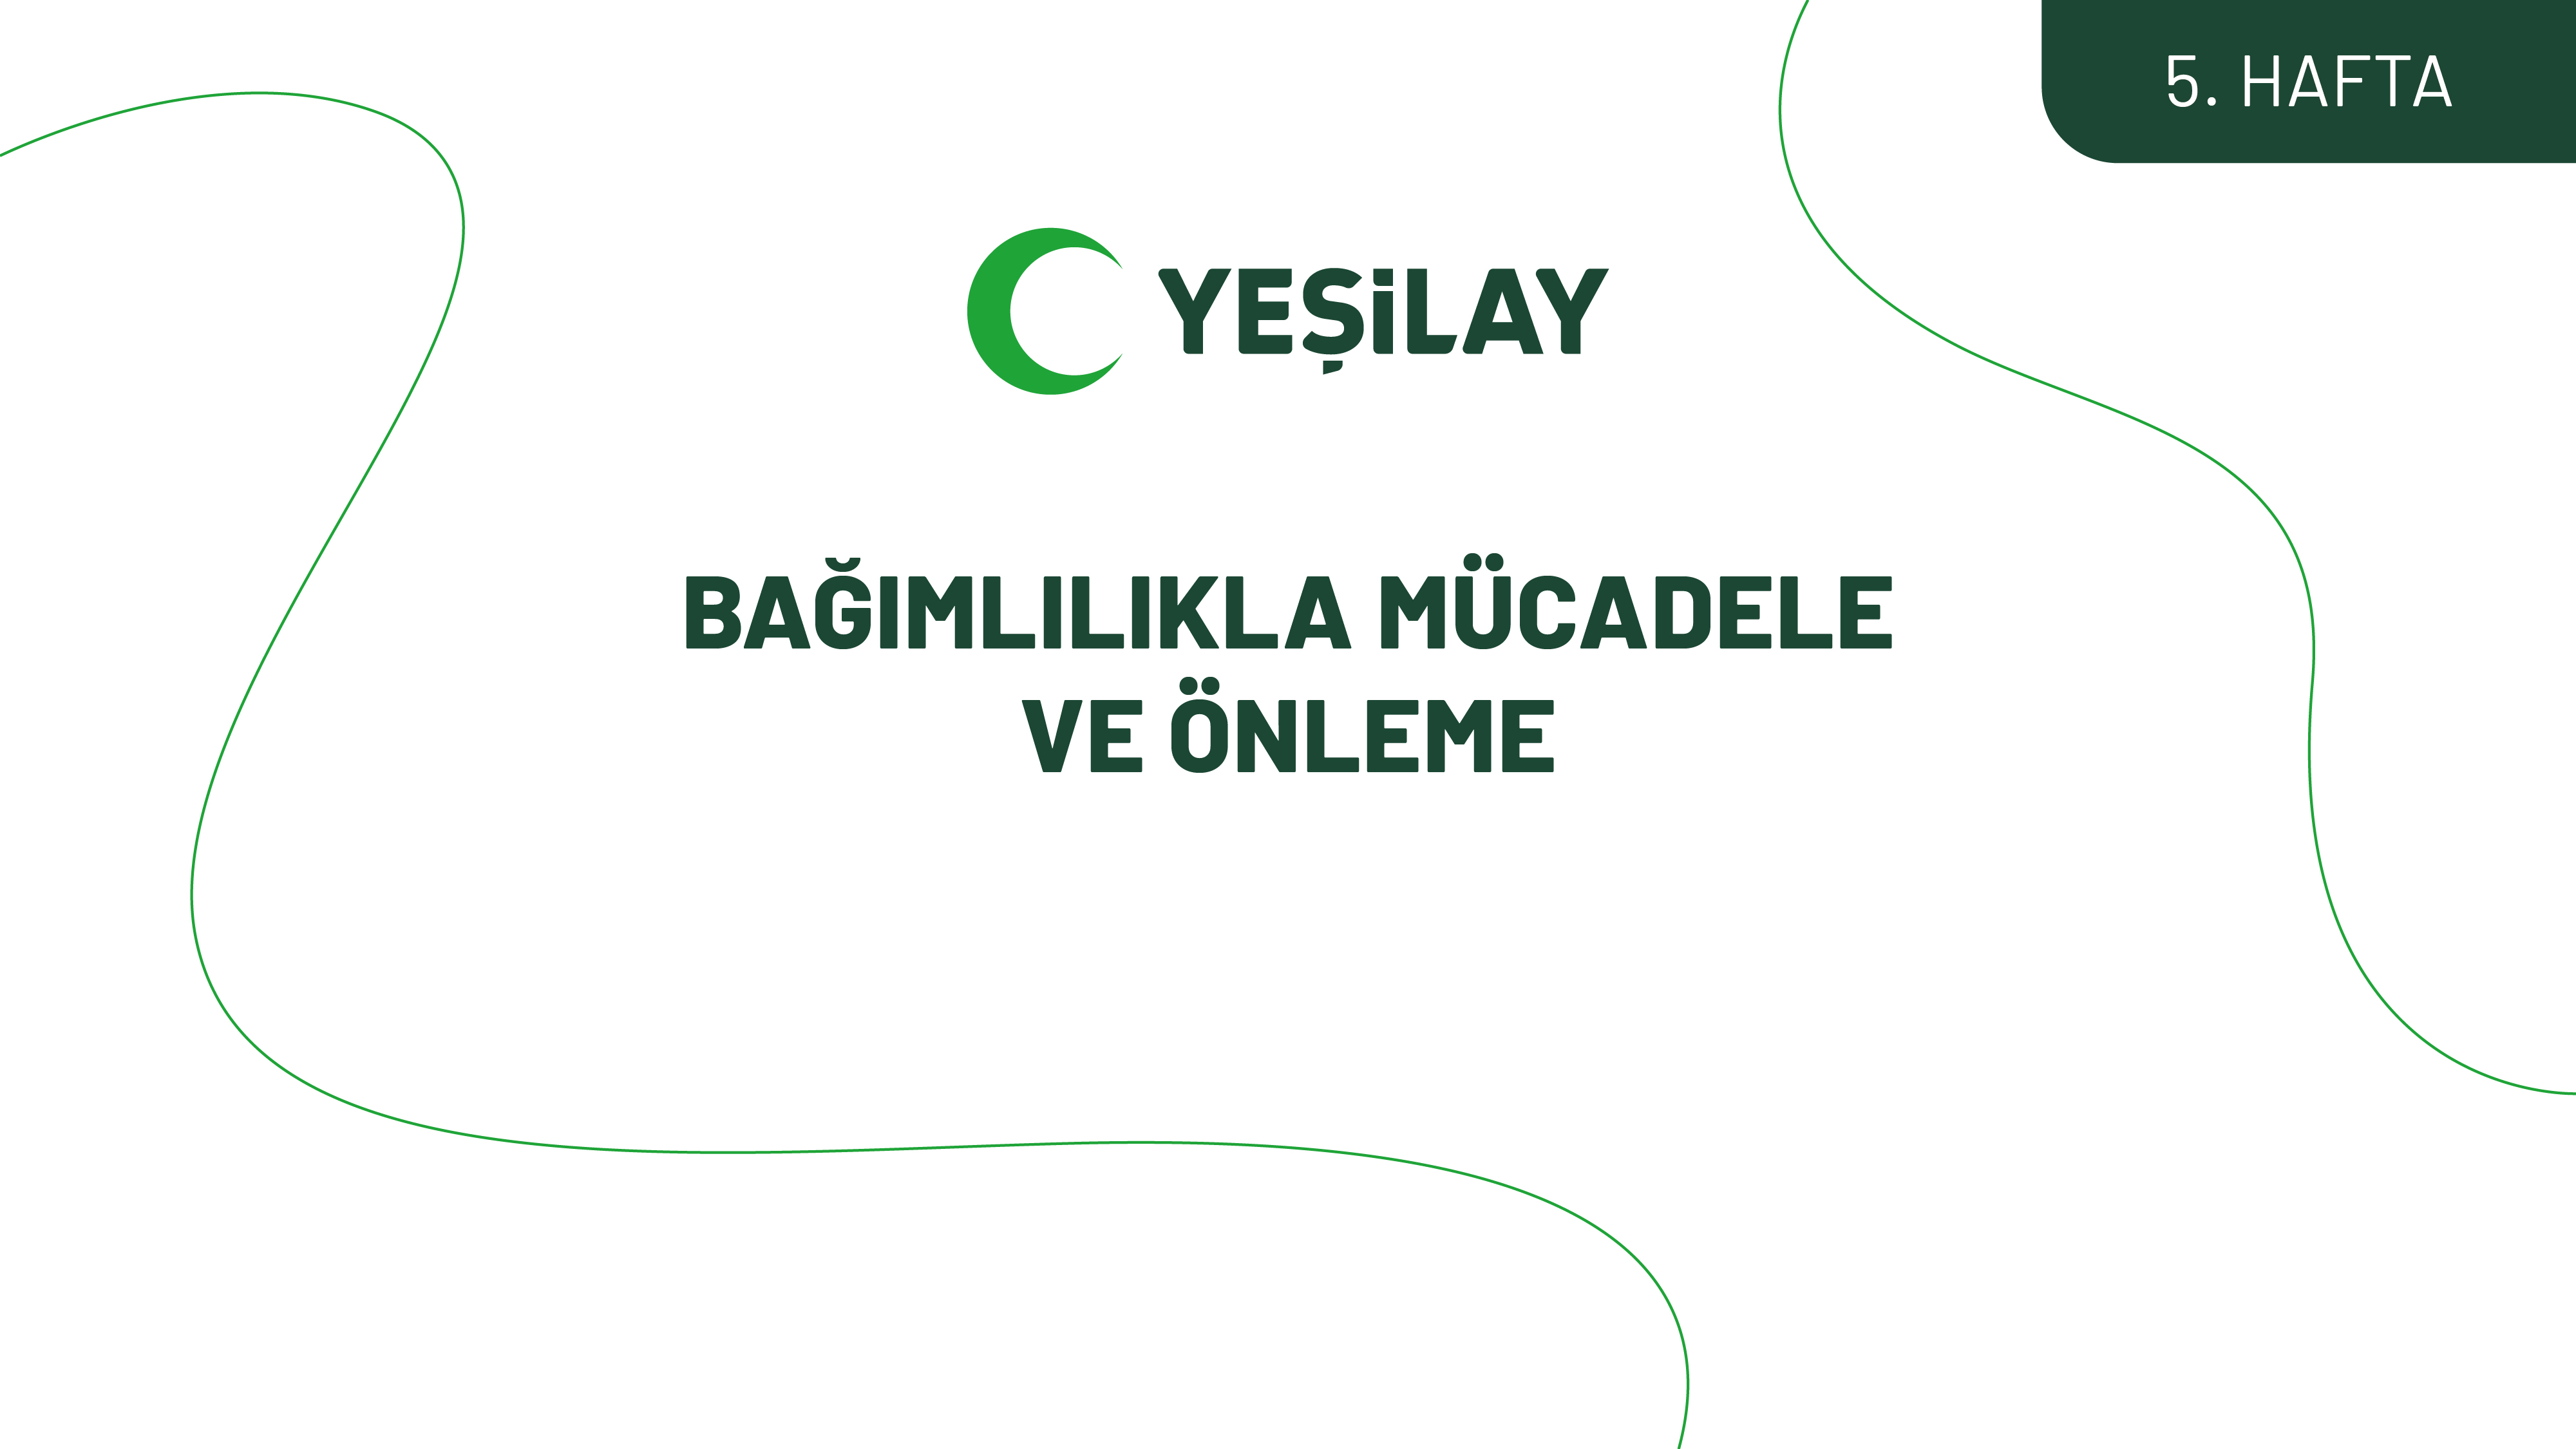 5. HAFTA
YEŞİLAY
BAĞIMLILIKLA MÜCADELE
VE ÖNLEME